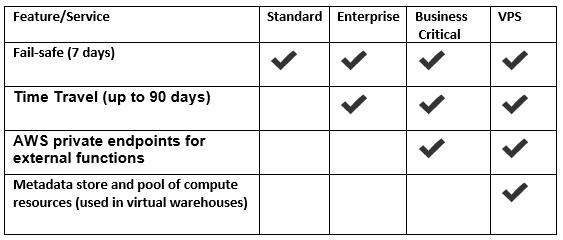 Feature/Service Standard Enterprise Business Critical VPS
Fail-safe (7 days)
Time Travel (up to 90 days)
AWS private endpoints for
external functions
Metadata store and pool of compute
resources (used in virtual warehouses)